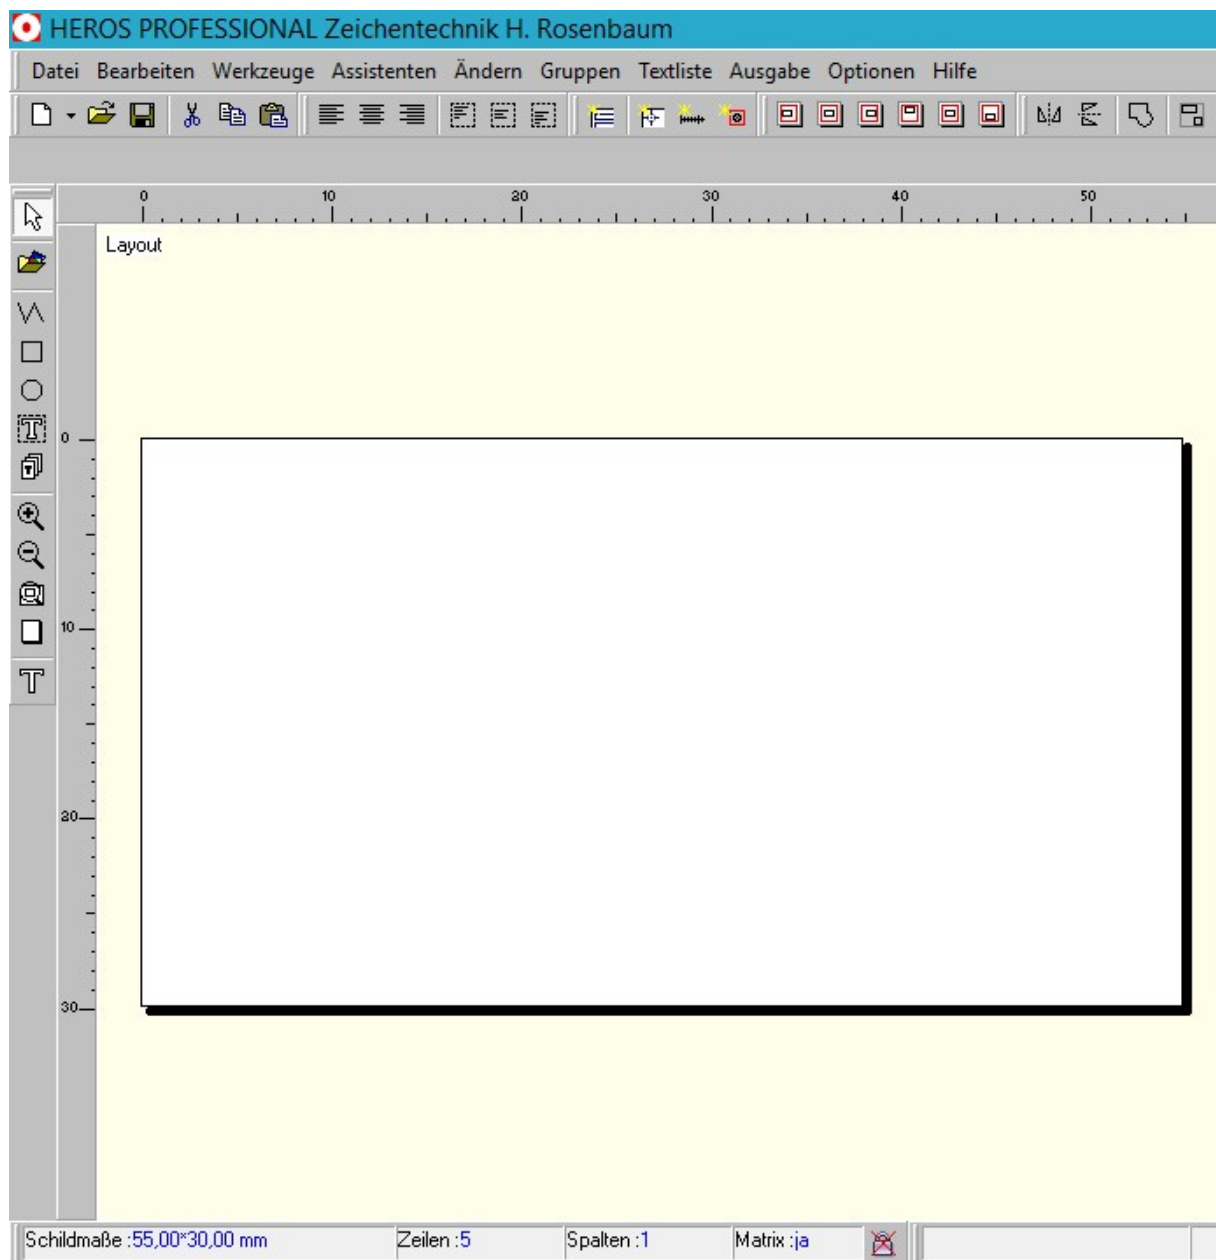 HEROS PROFESSIONAL Zeichentechnik H. Rosenbaum
Datei Bearbeiten Werkzeuge Assistenten Ändern Gruppen Textliste Ausgabe Optionen Hilfe
0 10 20 30 40 50
Layout
0
10
20
30
Schildmaße :55,00*30,00 mm Zeilen :5 Spalten :1 Matrix :ja